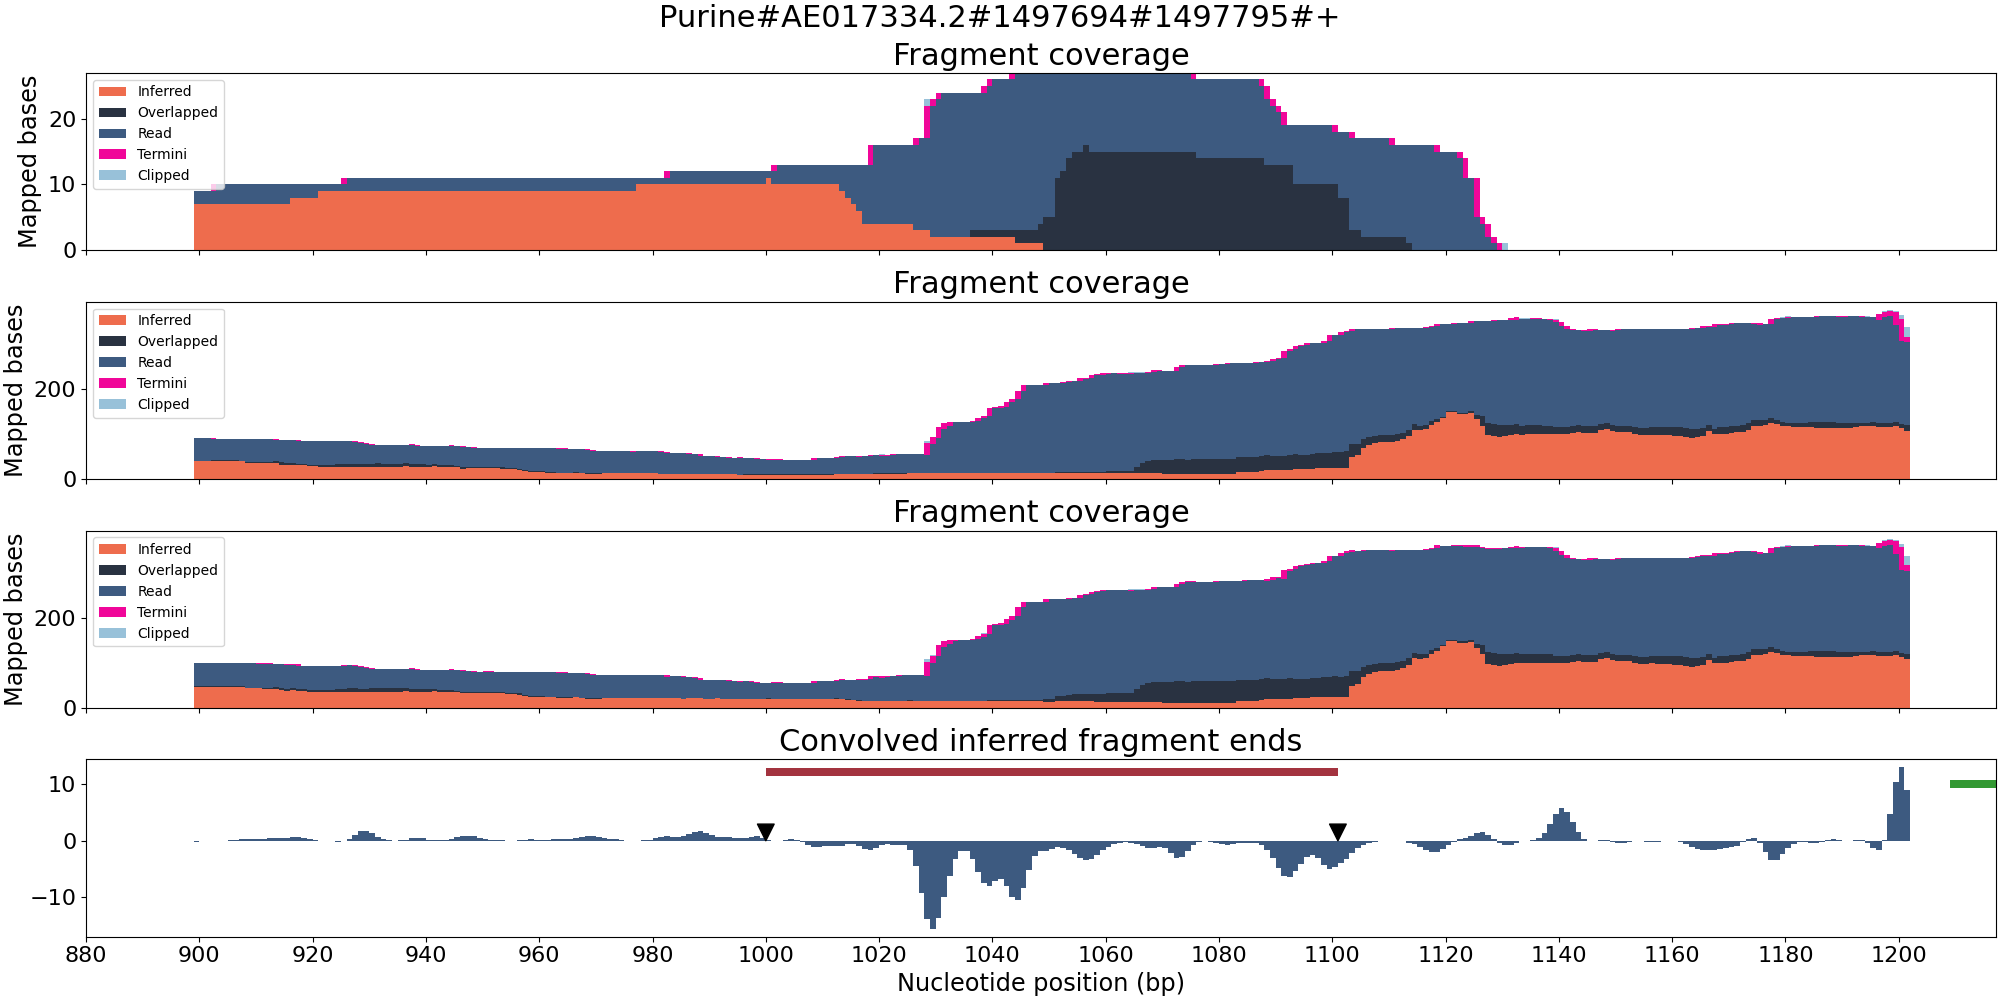 Purine#AE017334.2#1497694#1497795#+
Fragment coverage
Mapped bases
20
10
0
Inferred
Overlapped
Read
Termini
Clipped
Fragment coverage
Mapped bases
200
0
Inferred
Overlapped
Read
Termini
Clipped
Fragment coverage
Mapped bases
200
0
Inferred
Overlapped
Read
Termini
Clipped
Convolved inferred fragment ends
10
0
−10
880 900 920 940 960 980 1000 1020 1040 1060 1080 1100 1120 1140 1160 1180 1200
Nucleotide position (bp)